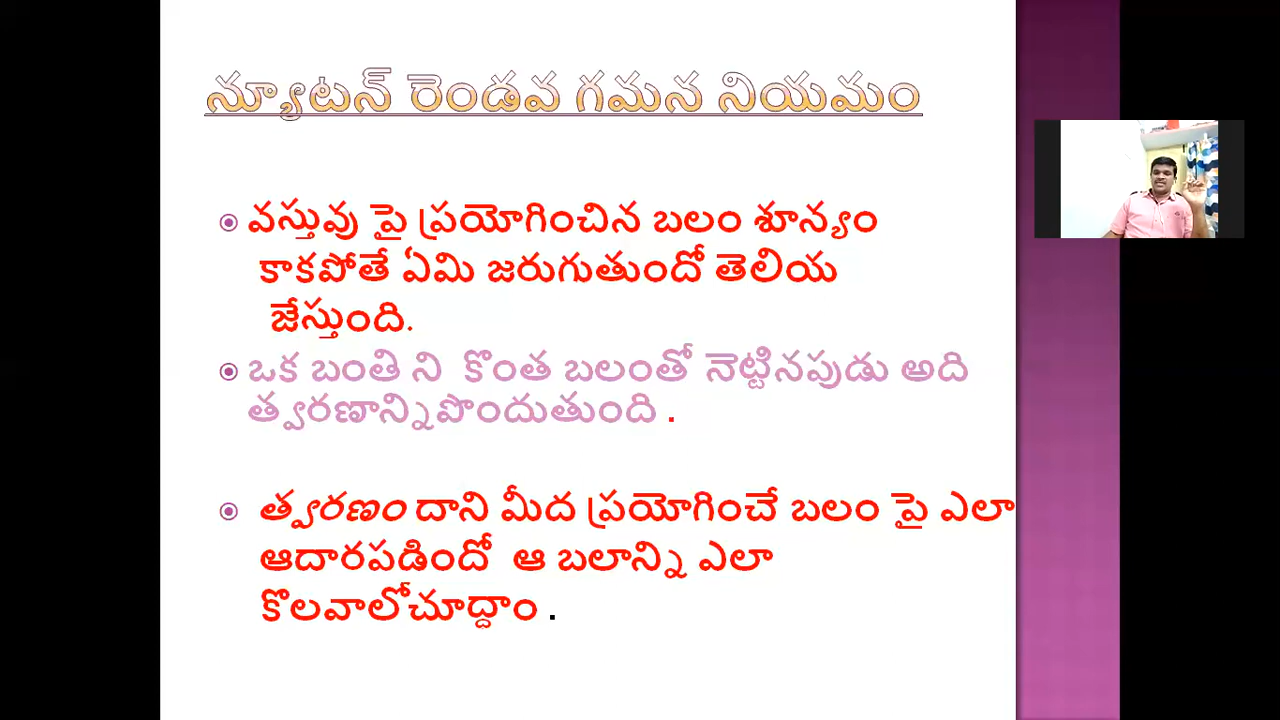 న్యూటన్ రెండవ గమన నియమం
వస్తువు పై ప్రయోగించిన బలం శూన్యం
కాకపోతే ఏమి జరుగుతుందో తెలియ
జేస్తుంది.
ఒక బంతి ని కొంత బలంతో నెట్టినపుడు అది
త్వరణాన్నిపొందుతుంది .
త్వరణం దాని మీద ప్రయోగించే బలం పై ఎలా
ఆదారపడిందో ఆ బలాన్ని ఎలా
కొలవాలోచూద్ధాం .